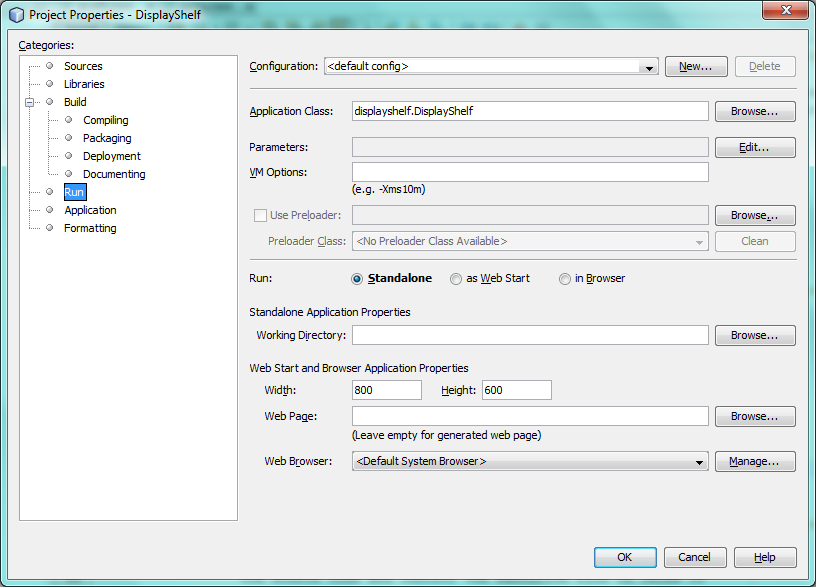 Project Properties - DisplayShelf
Categories:
Sources
Libraries
Build
Compiling
Packaging
Deployment
Documenting
Run
Application
Formatting
Configuration: <default config> New... Delete
Application Class: displayshelf.DisplayShelf Browse...
Parameters: Edit...
VM Options:
(e.g. -Xms10m)
Use Preloader: Browse...
Preloader Class: <No Preloader Class Available> Clean
Run: Standalone as Web Start in Browser
Standalone Application Properties
Working Directory: Browse...
Web Start and Browser Application Properties
Width: 800 Height: 600
Web Page: Browse...
(Leave empty for generated web page)
Web Browser: <Default System Browser> Manage...
OK Cancel Help